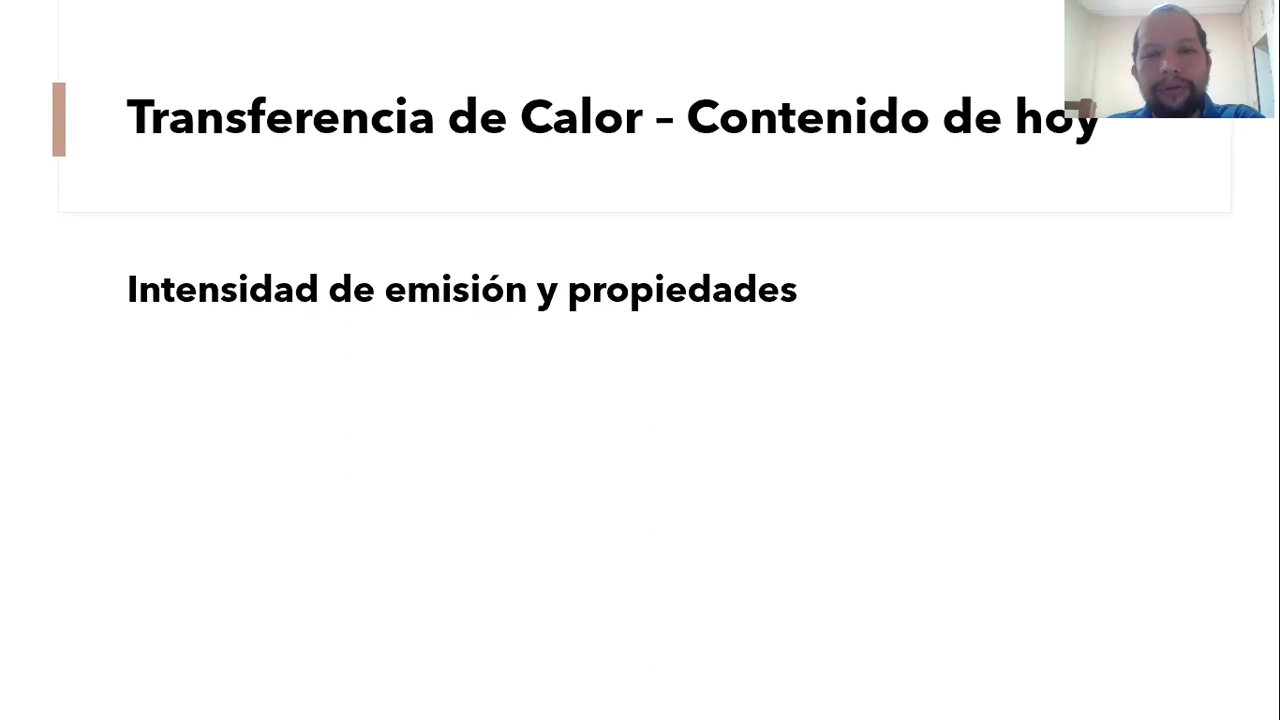 Transferencia de Calor – Contenido de hoy
Intensidad de emisión y propiedades